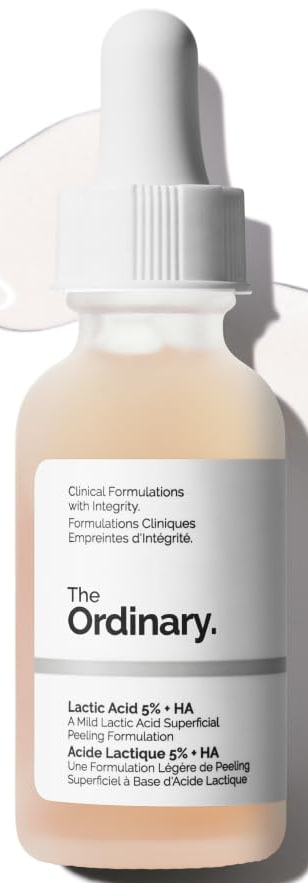 Clinical Formulations
with Integrity.
Formulations Cliniques
Empreintes d'Intégrité.
The
Ordinary.
Lactic Acid 5% + HA
A Mild Lactic Acid Superficial
Peeling Formulation
Acide Lactique 5% + HA
Une Formulation Légère de Peeling
Superficiel à Base d'Acide Lactique